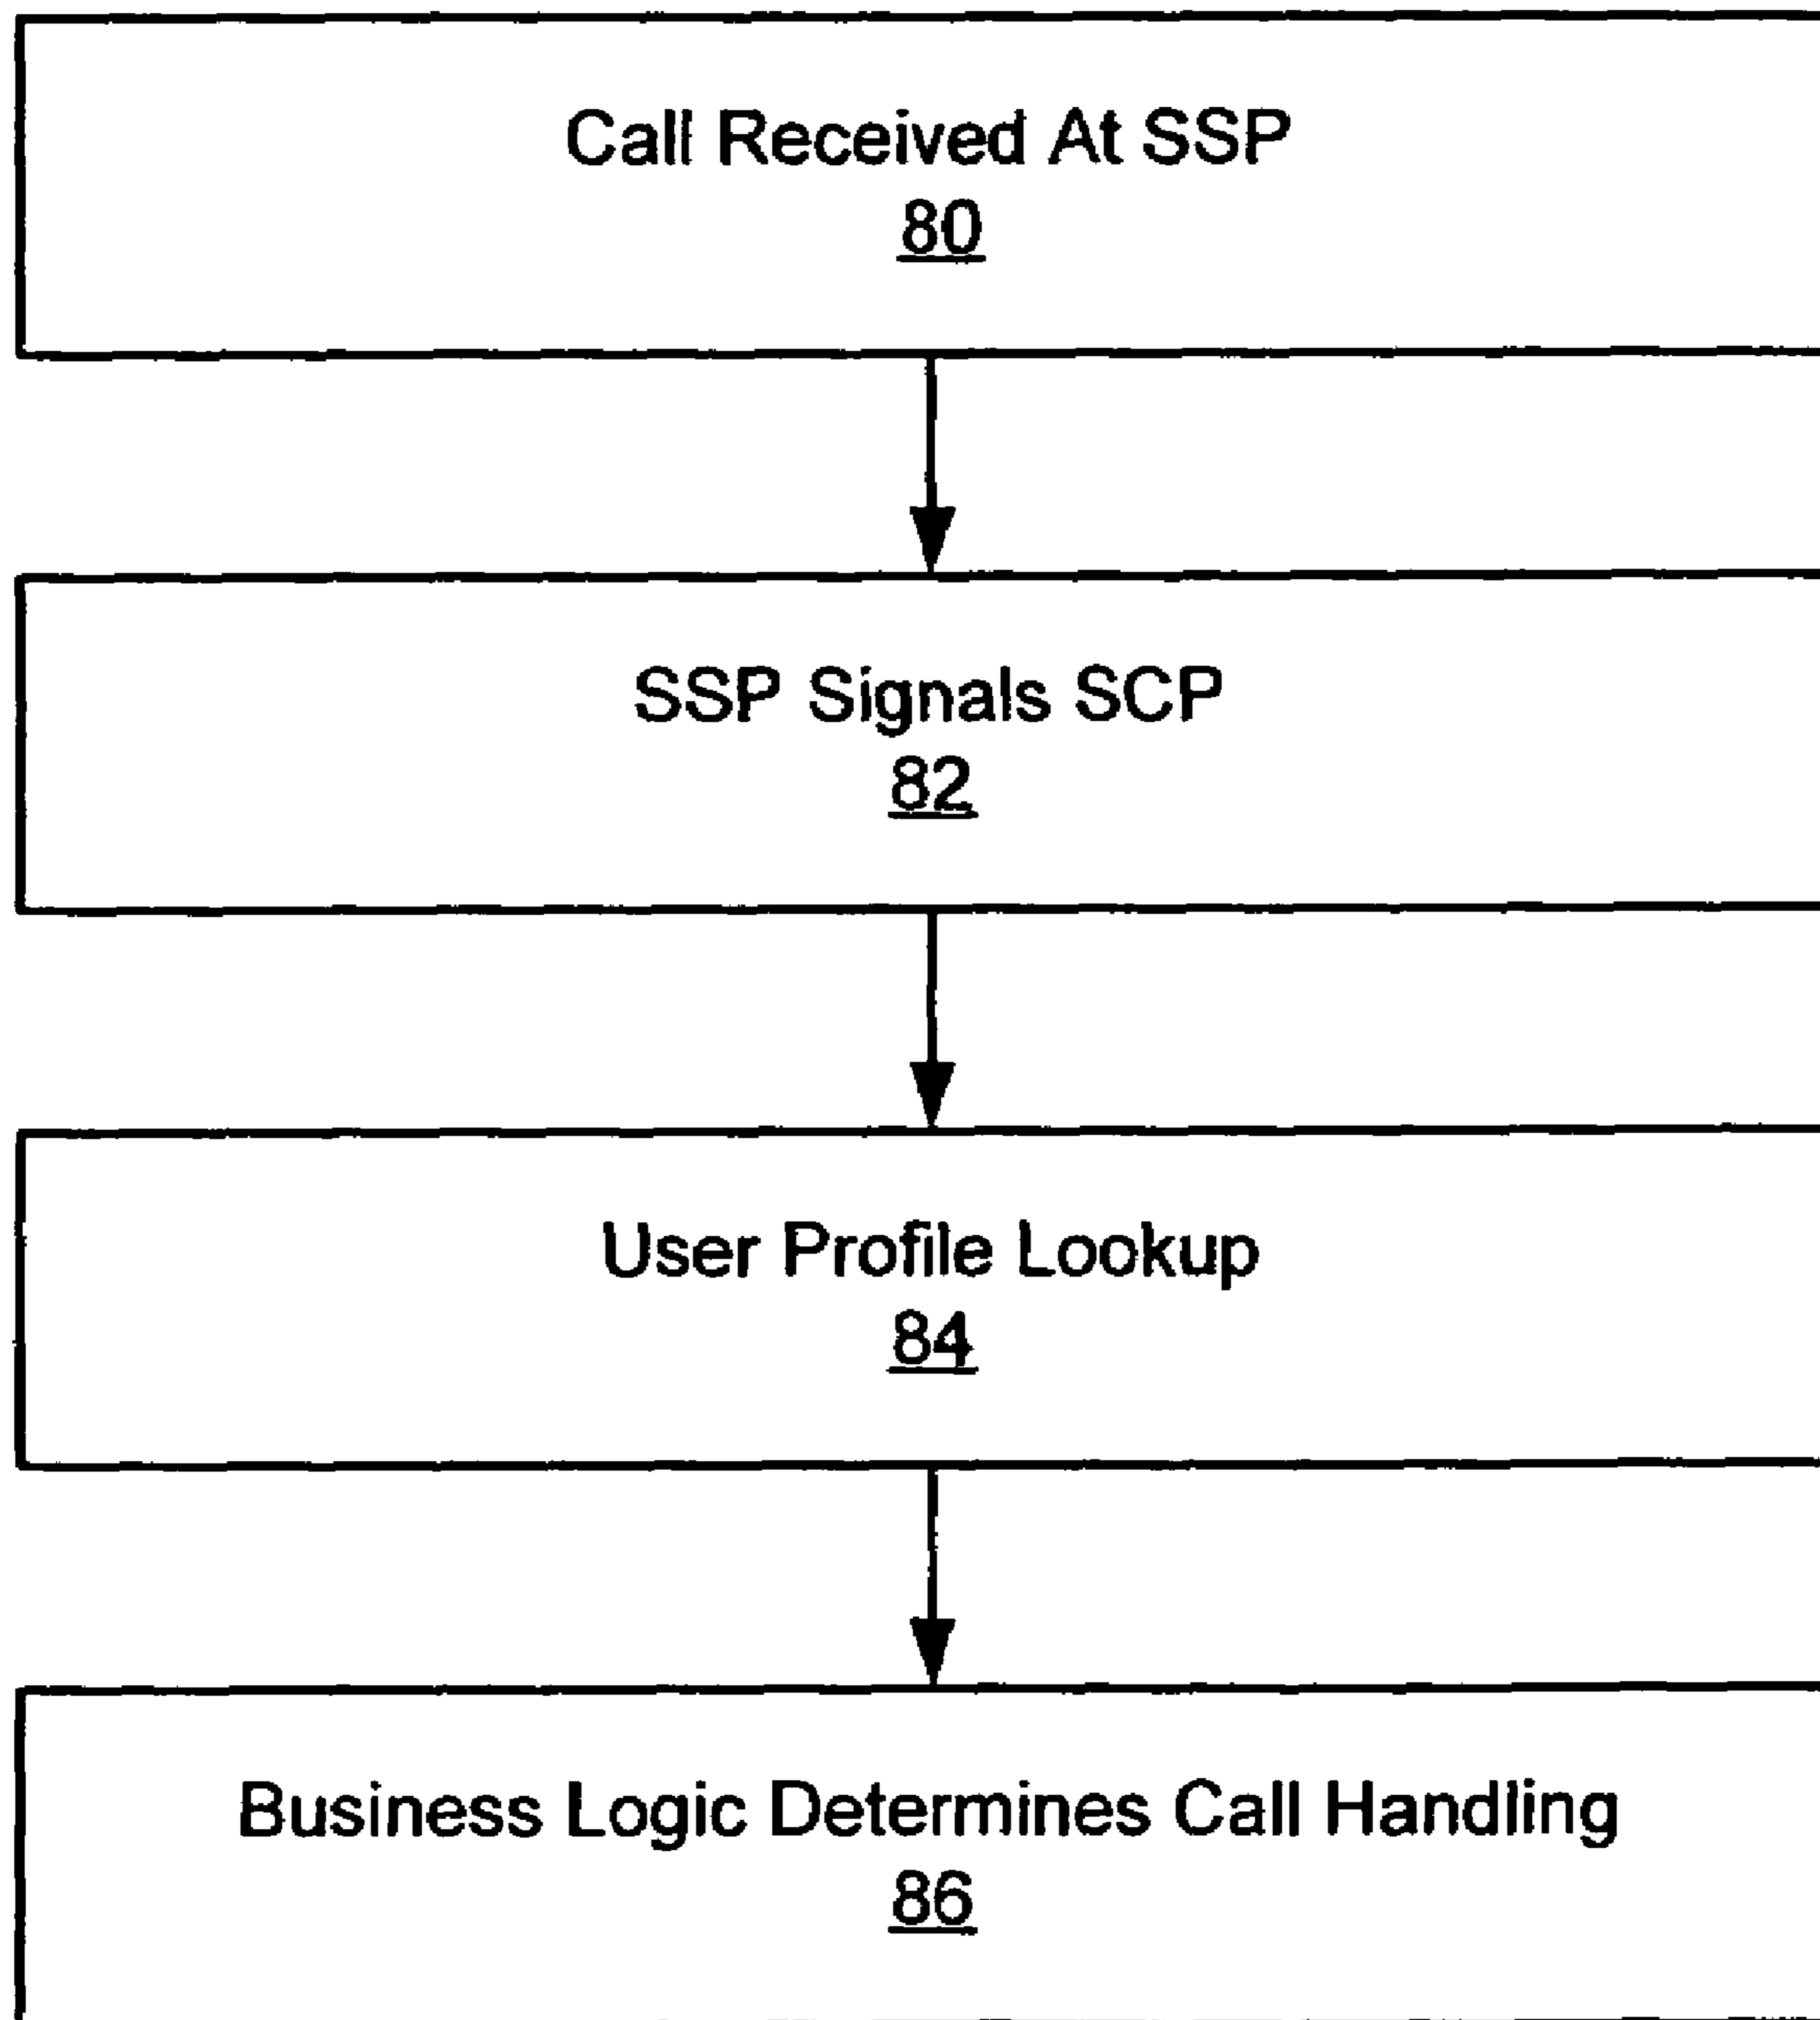 Call Received At SSP
80
SSP Signals SCP
82
User Profile Lookup
84
Business Logic Determines Call Handling
86